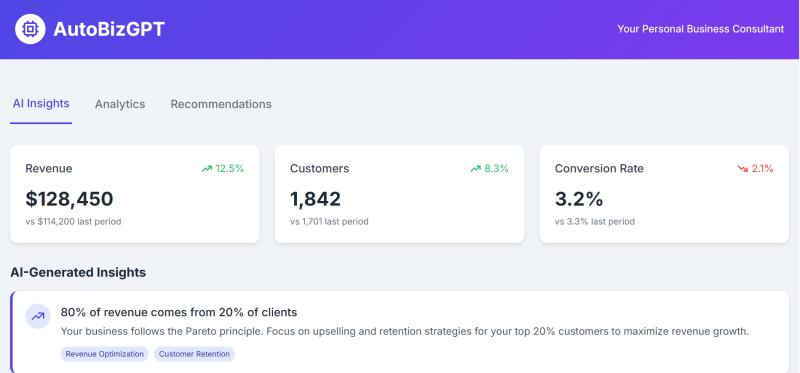 AutoBizGPT
Your Personal Business Consultant
AI Insights
Analytics
Recommendations
Revenue
12.5%
$128,450
vs $114,200 last period
Customers
8.3%
1,842
vs 1,701 last period
Conversion Rate
2.1%
3.2%
vs 3.3% last period
AI-Generated Insights
80% of revenue comes from 20% of clients
Your business follows the Pareto principle. Focus on upselling and retention strategies for your top 20% customers to maximize revenue growth.
Revenue Optimization
Customer Retention